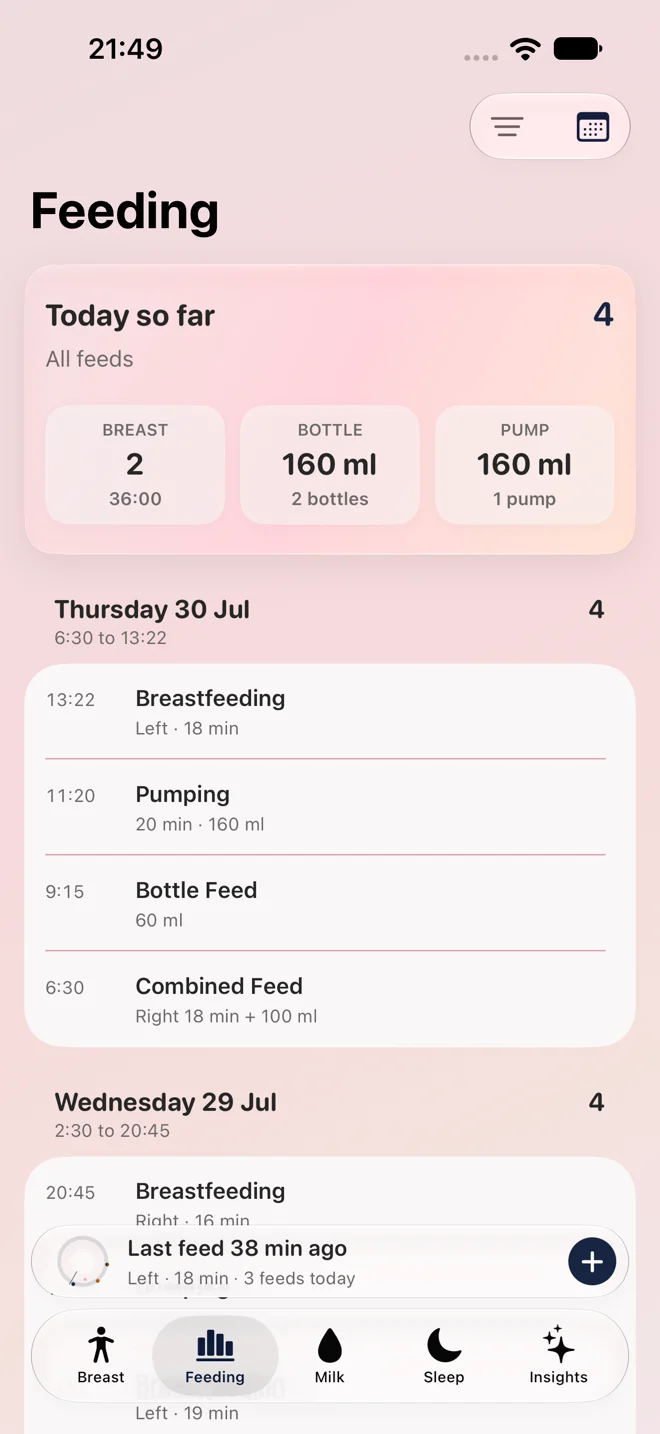 21:49
Feeding
Today so far
4
All feeds
BREAST
2
36:00
BOTTLE
160 ml
2 bottles
PUMP
160 ml
1 pump
Thursday 30 Jul
4
6:30 to 13:22
13:22
Breastfeeding
Left · 18 min
11:20
Pumping
20 min · 160 ml
9:15
Bottle Feed
60 ml
6:30
Combined Feed
Right 18 min + 100 ml
Wednesday 29 Jul
4
2:30 to 20:45
20:45
Breastfeeding
Right · 16 min
Last feed 38 min ago
Left · 18 min · 3 feeds today
Breast
Feeding
Milk
Sleep
Insights
Left · 19 min